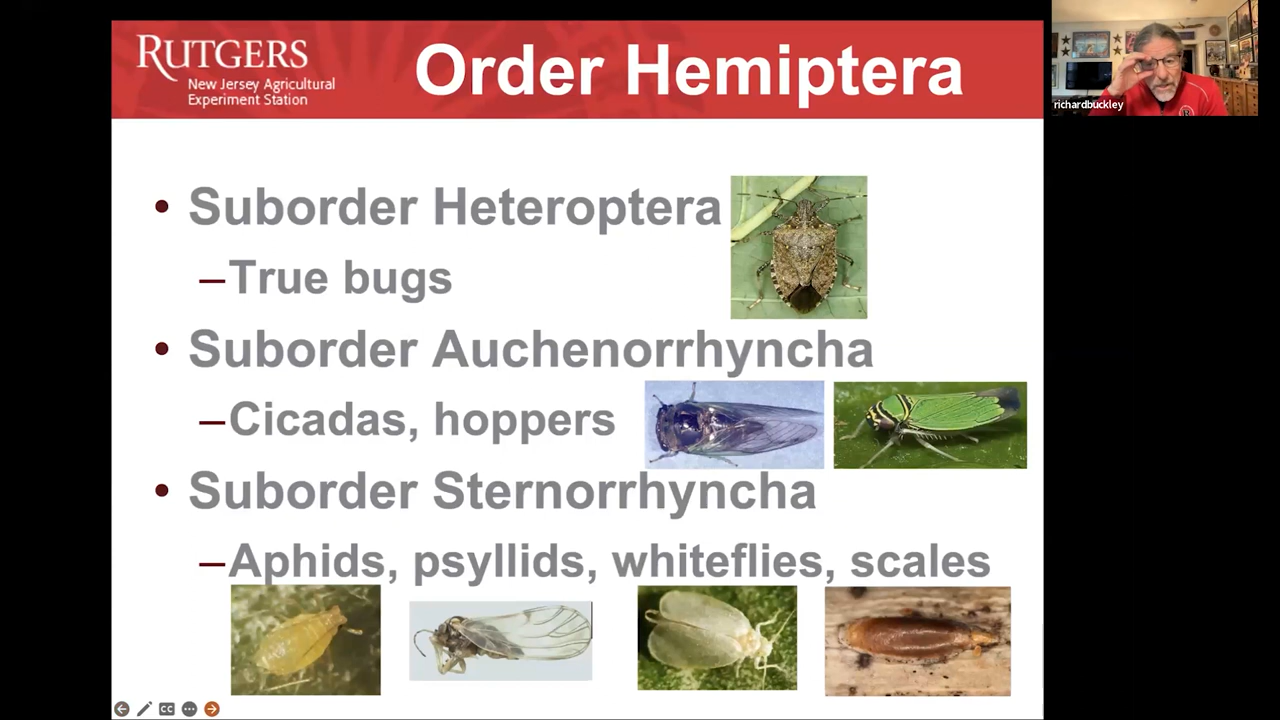 RUTGERS
New Jersey Agricultural
Experiment Station
Order Hemiptera
• Suborder Heteroptera
–True bugs
• Suborder Auchenorrhyncha
–Cicadas, hoppers
• Suborder Sternorrhyncha
–Aphids, psyllids, whiteflies, scales
richardbuckley
CC